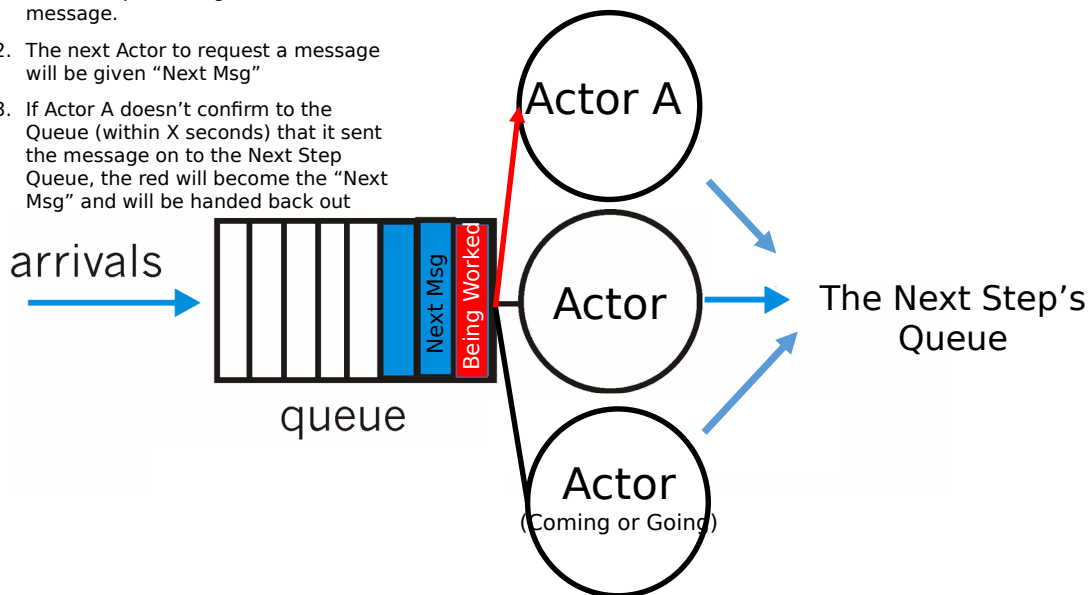 message.
2. The next Actor to request a message
will be given “Next Msg”
3. If Actor A doesn’t confirm to the
Queue (within X seconds) that it sent
the message on to the Next Step
Queue, the red will become the “Next
Msg” and will be handed back out
Actor A
arrivals
Next Msg
Being Worked
Actor
The Next Step’s
Queue
queue
Actor
(Coming or Going)